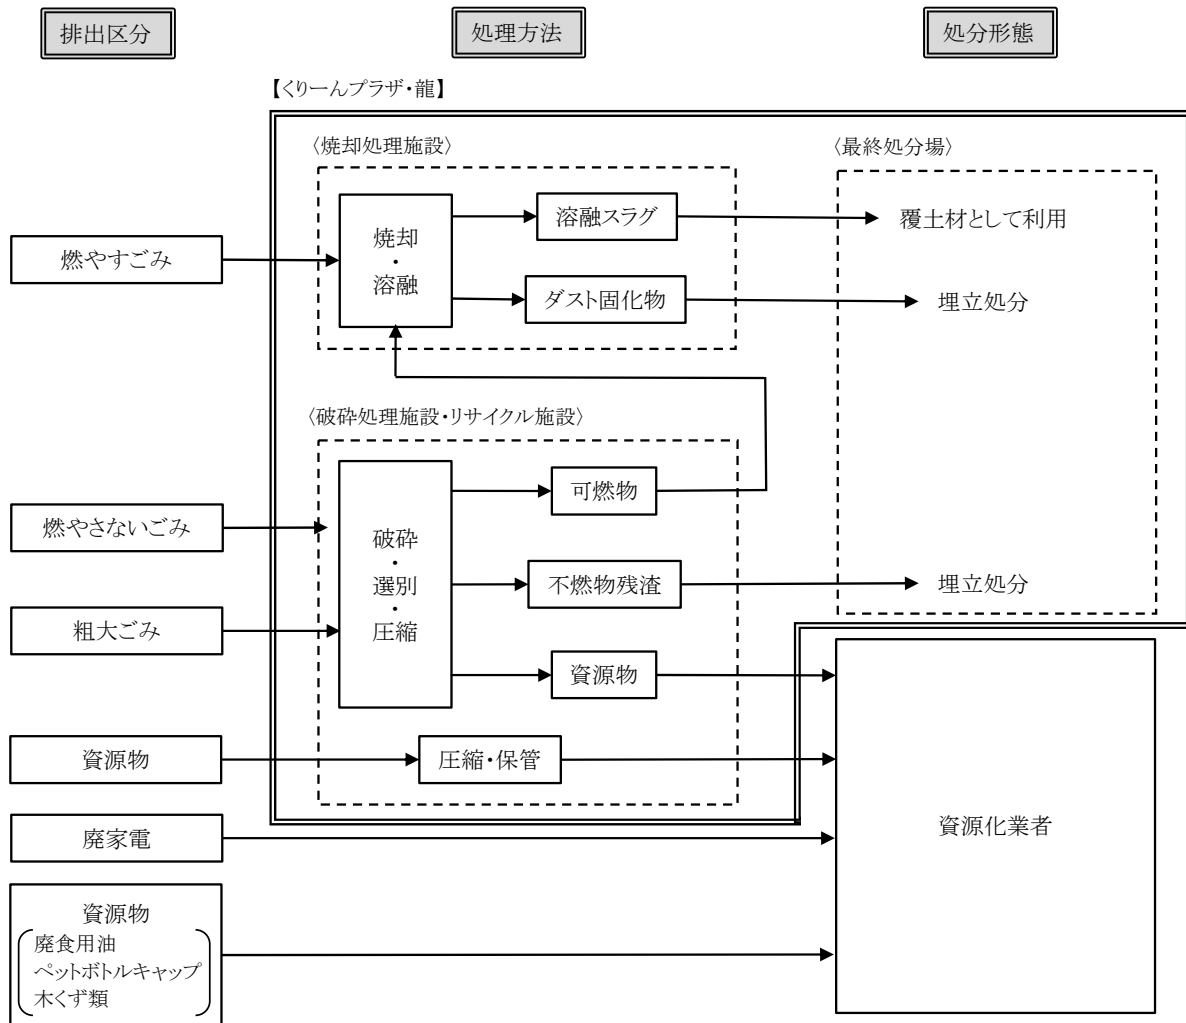 排出区分
処理方法
処分形態
【くりーんプラザ・龍】
〈焼却処理施設〉
〈最終処分場〉
燃やすごみ
焼却
・
溶融
溶融スラグ
覆土材として利用
ダスト固化物
埋立処分
〈破砕処理施設・リサイクル施設〉
燃やさないごみ
粗大ごみ
破砕
・
選別
・
圧縮
可燃物
不燃物残渣
埋立処分
資源物
資源物
圧縮・保管
廃家電
資源化業者
資源物
廃食用油
ペットボトルキャップ
木くず類